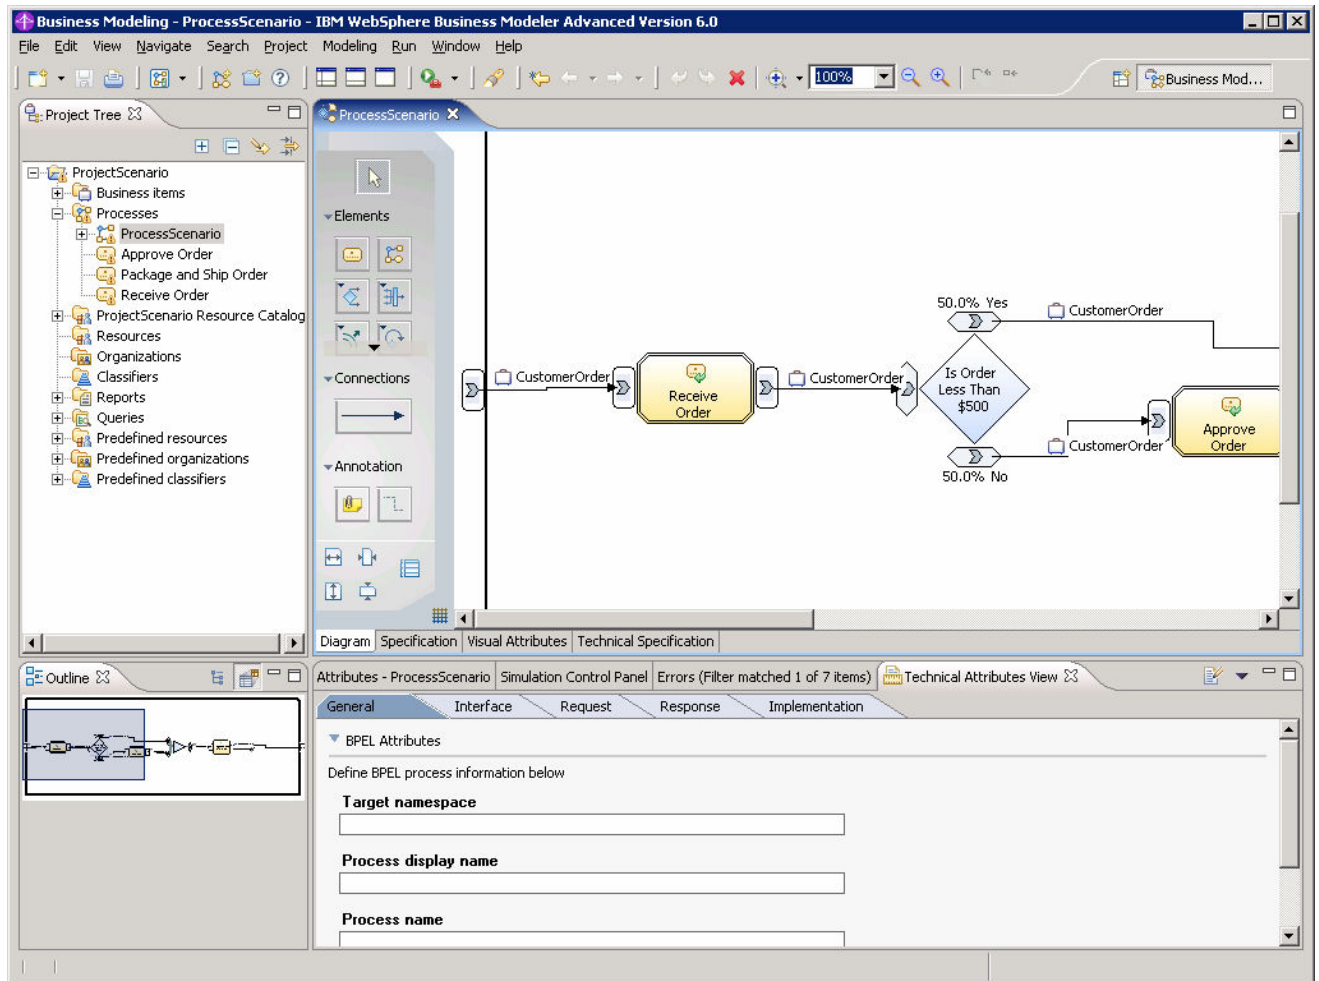 Business Modeling - ProcessScenario - IBM WebSphere Business Modeler Advanced Version 6.0
File Edit View Navigate Search Project Modeling Run Window Help
100%
Business Mod...
Project Tree
ProjectScenario
Business items
Processes
ProcessScenario
Approve Order
Package and Ship Order
Receive Order
ProjectScenario Resource Catalog
Resources
Organizations
Classifiers
Reports
Queries
Predefined resources
Predefined organizations
Predefined classifiers
ProcessScenario
Elements
Connections
Annotation
CustomerOrder
Receive
Order
CustomerOrder
50.0% Yes
Is Order
Less Than
$500
50.0% No
CustomerOrder
CustomerOrder
Approve
Order
Diagram Specification Visual Attributes Technical Specification
Outline
Attributes - ProcessScenario Simulation Control Panel Errors (Filter matched 1 of 7 items) Technical Attributes View
General Interface Request Response Implementation
BPEL Attributes
Define BPEL process information below
Target namespace
Process display name
Process name